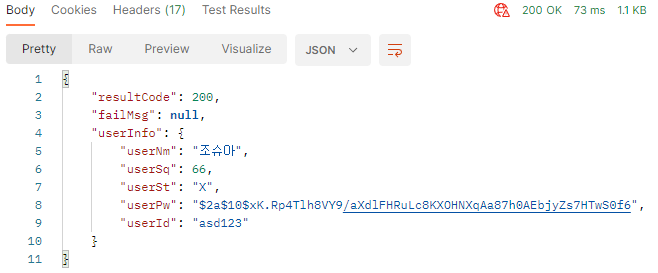 Body Cookies Headers (17) Test Results 200 OK 73 ms 1.1 KB
Pretty Raw Preview Visualize JSON
1 {
2 "resultCode": 200,
3 "failMsg": null,
4 "userInfo": {
5 "userNm": "조슈아",
6 "userSq": 66,
7 "userSt": "X",
8 "userPw": "$2a$10$xK.Rp4Tlh8VY9/aXdlFHRuLc8KXOHNXqAa87h0AEbjyZs7HTwS0f6",
9 "userId": "asd123"
10 }
11 }